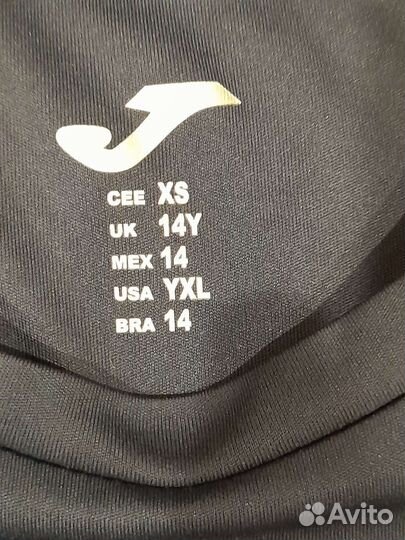 CEE XS
UK 14Y
MEX 14
USA YXL
BRA 14
Avito